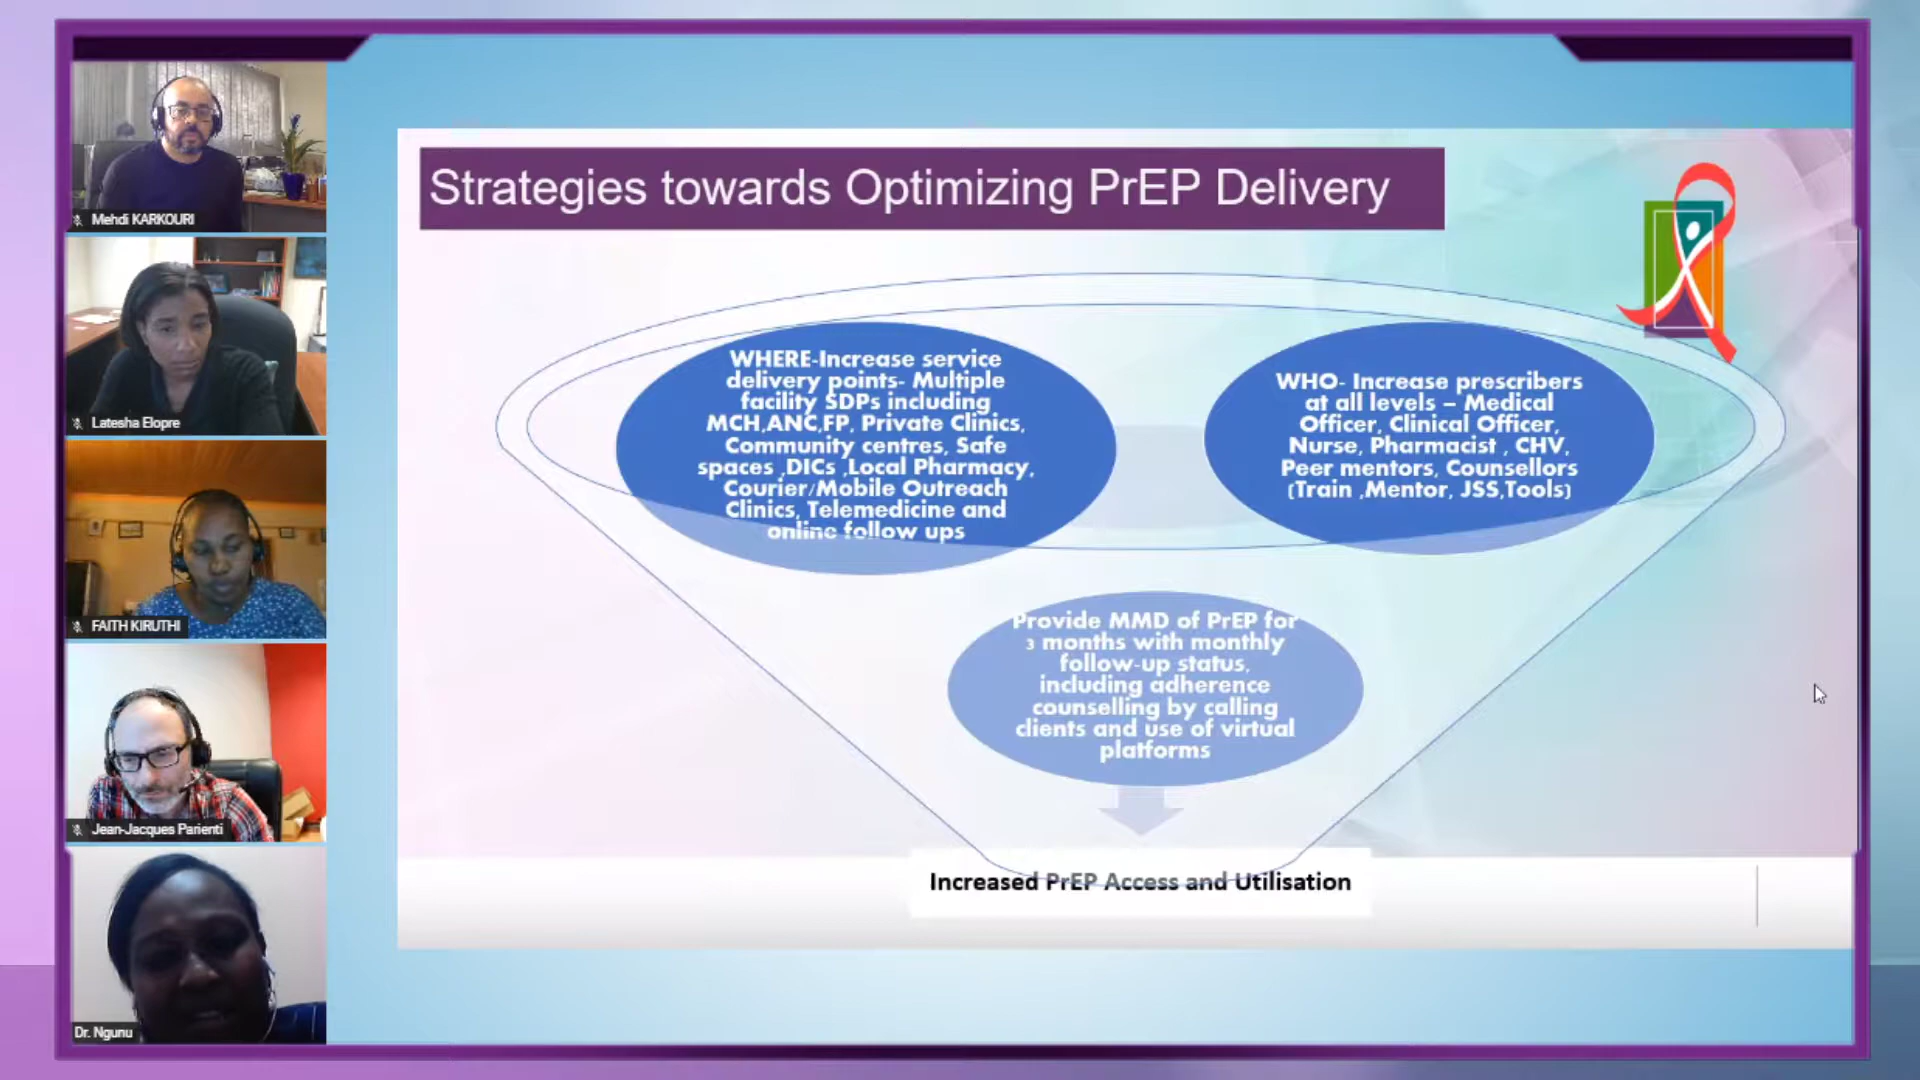 Mehdi KARKOURI
Latesha Elopre
FAITH KIRUTHI
Jean-Jacques Parienti
Dr. Ngunu
Strategies towards Optimizing PrEP Delivery
WHERE-Increase service
delivery points- Multiple
facility SDPs including
MCH,ANC,FP, Private Clinics,
Community centres, Safe
spaces ,DICs ,Local Pharmacy,
Courier/Mobile Outreach
Clinics, Telemedicine and
online follow ups
WHO- Increase prescribers
at all levels – Medical
Officer, Clinical Officer,
Nurse, Pharmacist , CHV,
Peer mentors, Counsellors
(Train ,Mentor, JSS,Tools)
Provide MMD of PrEP for
3 months with monthly
follow-up status,
including adherence
counselling by calling
clients and use of virtual
platforms
Increased PrEP Access and Utilisation